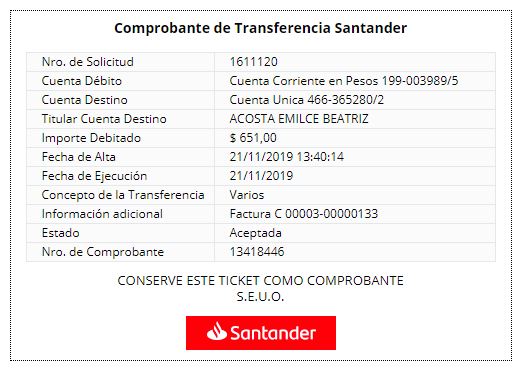 Comprobante de Transferencia Santander
Nro. de Solicitud 1611120
Cuenta Débito Cuenta Corriente en Pesos 199-003989/5
Cuenta Destino Cuenta Unica 466-365280/2
Titular Cuenta Destino ACOSTA EMILCE BEATRIZ
Importe Debitado $ 651,00
Fecha de Alta 21/11/2019 13:40:14
Fecha de Ejecución 21/11/2019
Concepto de la Transferencia Varios
Información adicional Factura C 00003-00000133
Estado Aceptada
Nro. de Comprobante 13418446
CONSERVE ESTE TICKET COMO COMPROBANTE
S.E.U.O.
Santander